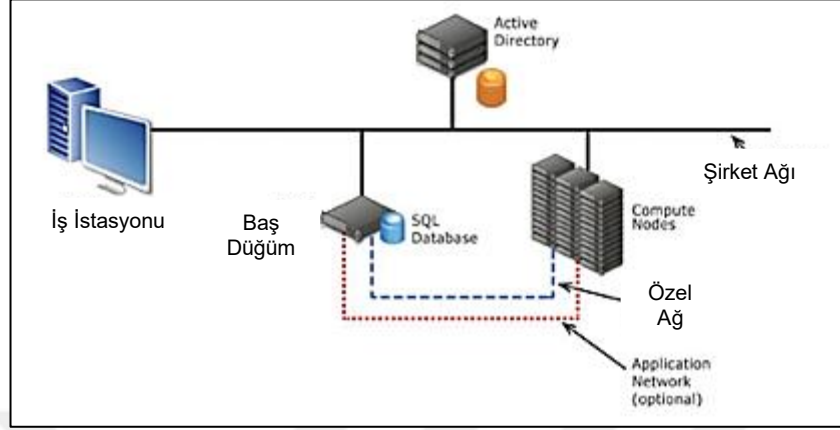 Active
Directory
Şirket Ağı
İş İstasyonu
Baş
Düğüm
SQL
Database
Compute
Nodes
Özel
Ağ
Application
Network
(optional)